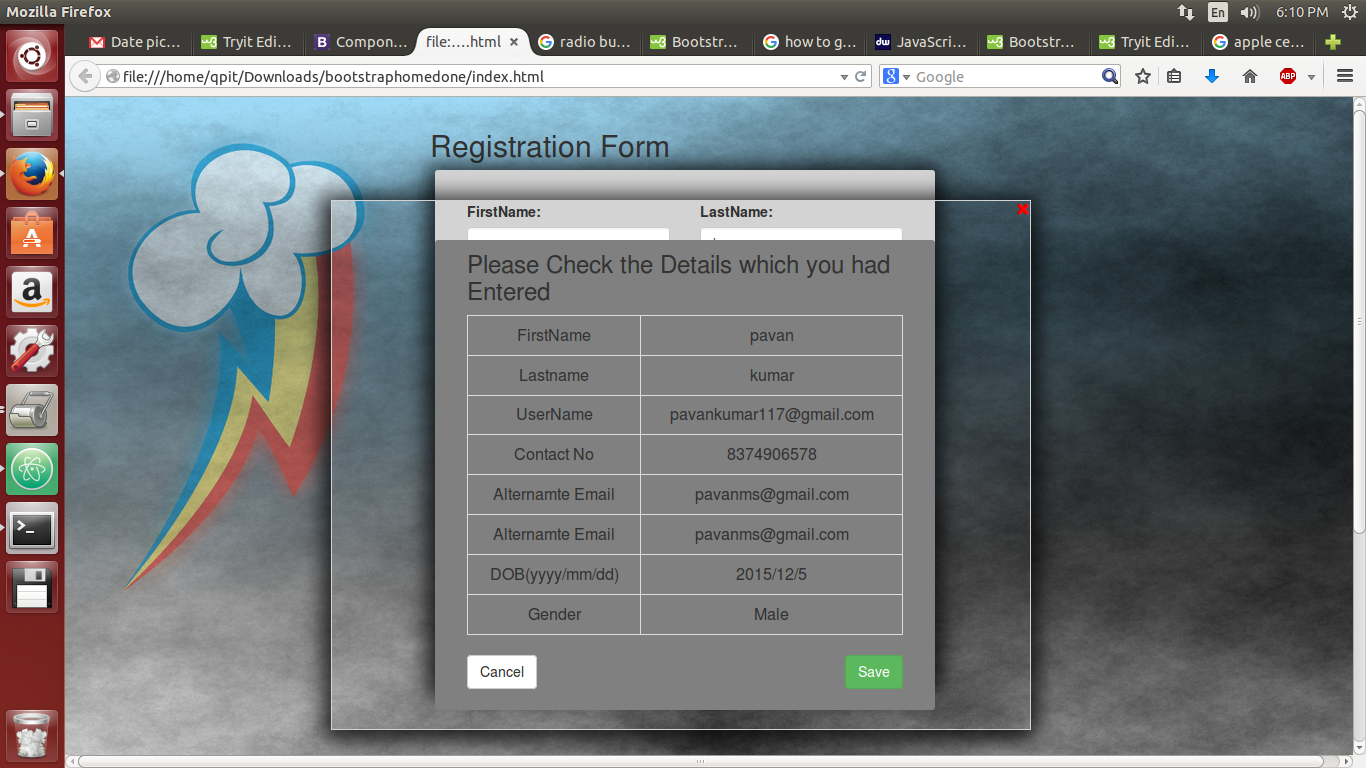 Mozilla Firefox
En
6:10 PM
Date pic...
Tryit Edi...
Compon...
file:....html
radio bu...
Bootstr...
how to g...
JavaScri...
Bootstr...
Tryit Edi...
apple ce...
file:///home/qpit/Downloads/bootstraphomedone/index.html
Google
ABP
Registration Form
FirstName:
LastName:
Please Check the Details which you had
Entered
FirstName pavan
Lastname kumar
UserName pavankumar117@gmail.com
Contact No 8374906578
Alternamte Email pavanms@gmail.com
Alternamte Email pavanms@gmail.com
DOB(yyyy/mm/dd) 2015/12/5
Gender Male
Cancel
Save